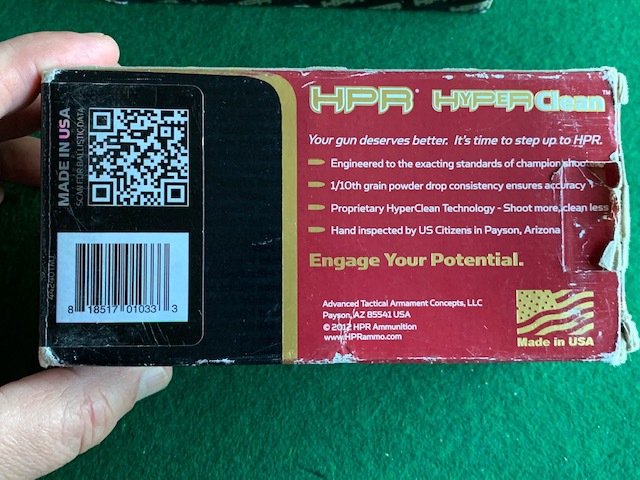 MADE IN USA
SCAN FOR BALLISTIC DATA
44240TMJ
8 18517 01033 3
HPR® HYPERClean™
Your gun deserves better. It's time to step up to HPR.
Engineered to the exacting standards of champion
1/10th grain powder drop consistency ensures accuracy
Proprietary HyperClean Technology - Shoot more, clean less
Hand inspected by US Citizens in Payson, Arizona
Engage Your Potential.
Advanced Tactical Armament Concepts, LLC
Payson, AZ 85541 USA
© 2012 HPR Ammunition
www.HPRammo.com
Made in USA